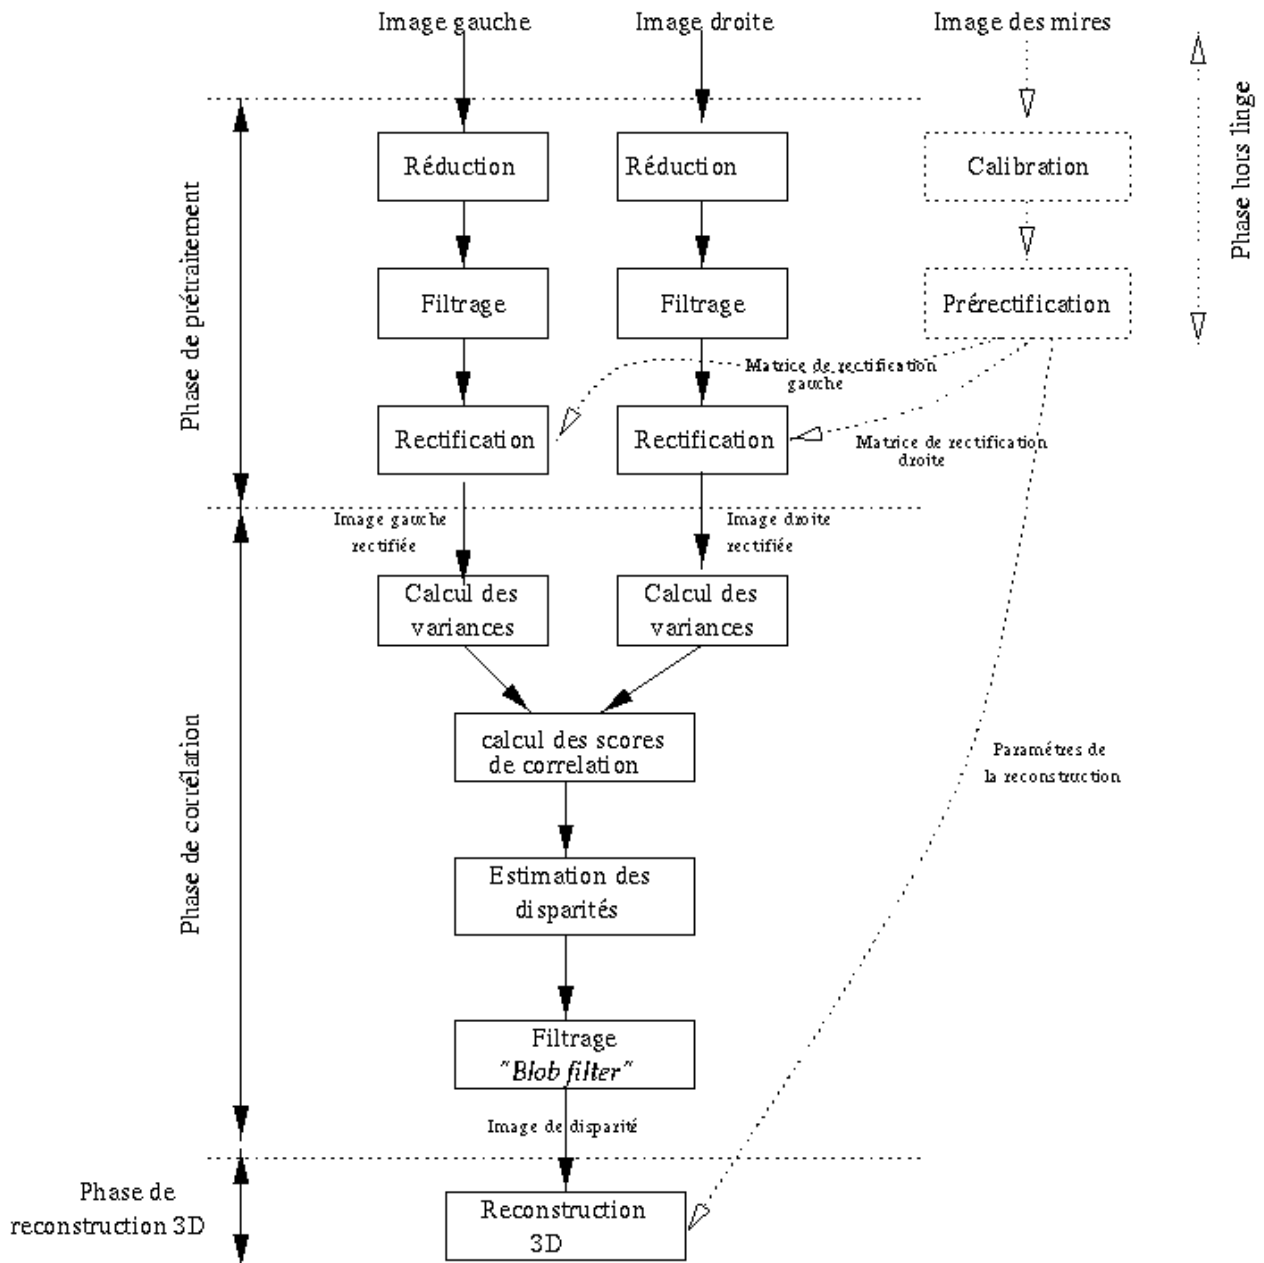 Image gauche
Image droite
Image des mires
Phase hous linge
Phase de prétraitement
Réduction
Réduction
Calibration
Filtrage
Filtrage
Prérectification
Matrice de rectification
gauche
Rectification
Rectification
Matrice de rectification
droite
Image gauche
rectifiée
Image droite
rectifiée
Calcul des
variances
Calcul des
variances
Phase de corrélation
calcul des scores
de correlation
Paramétres de
la reconstruction
Estimation des
disparités
Filtrage
"Blob filter"
Image de disparité
Phase de
reconstruction 3D
Reconstruction
3D